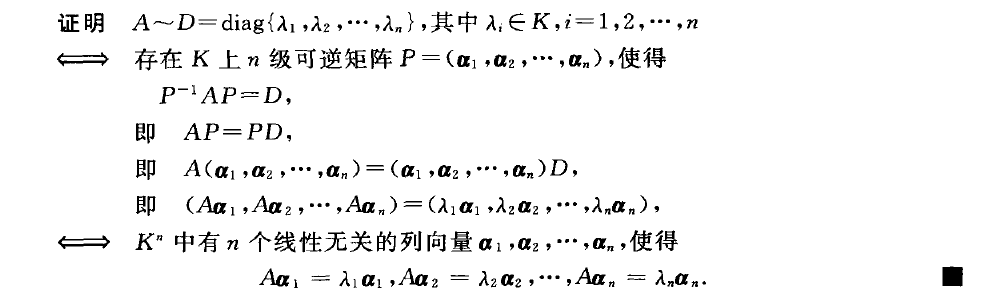 证明 A～D=diag{λ₁,λ₂,…,λₙ},其中 λᵢ∈K,i=1,2,…,n
⟺ 存在 K 上 n 级可逆矩阵 P=(α₁,α₂,…,αₙ),使得
P⁻¹AP=D,
即 AP=PD,
即 A(α₁,α₂,…,αₙ)=(α₁,α₂,…,αₙ)D,
即 (Aα₁,Aα₂,…,Aαₙ)=(λ₁α₁,λ₂α₂,…,λₙαₙ),
⟺ Kⁿ 中有 n 个线性无关的列向量 α₁,α₂,…,αₙ,使得
Aα₁ = λ₁α₁,Aα₂ = λ₂α₂,…,Aαₙ = λₙαₙ. ■